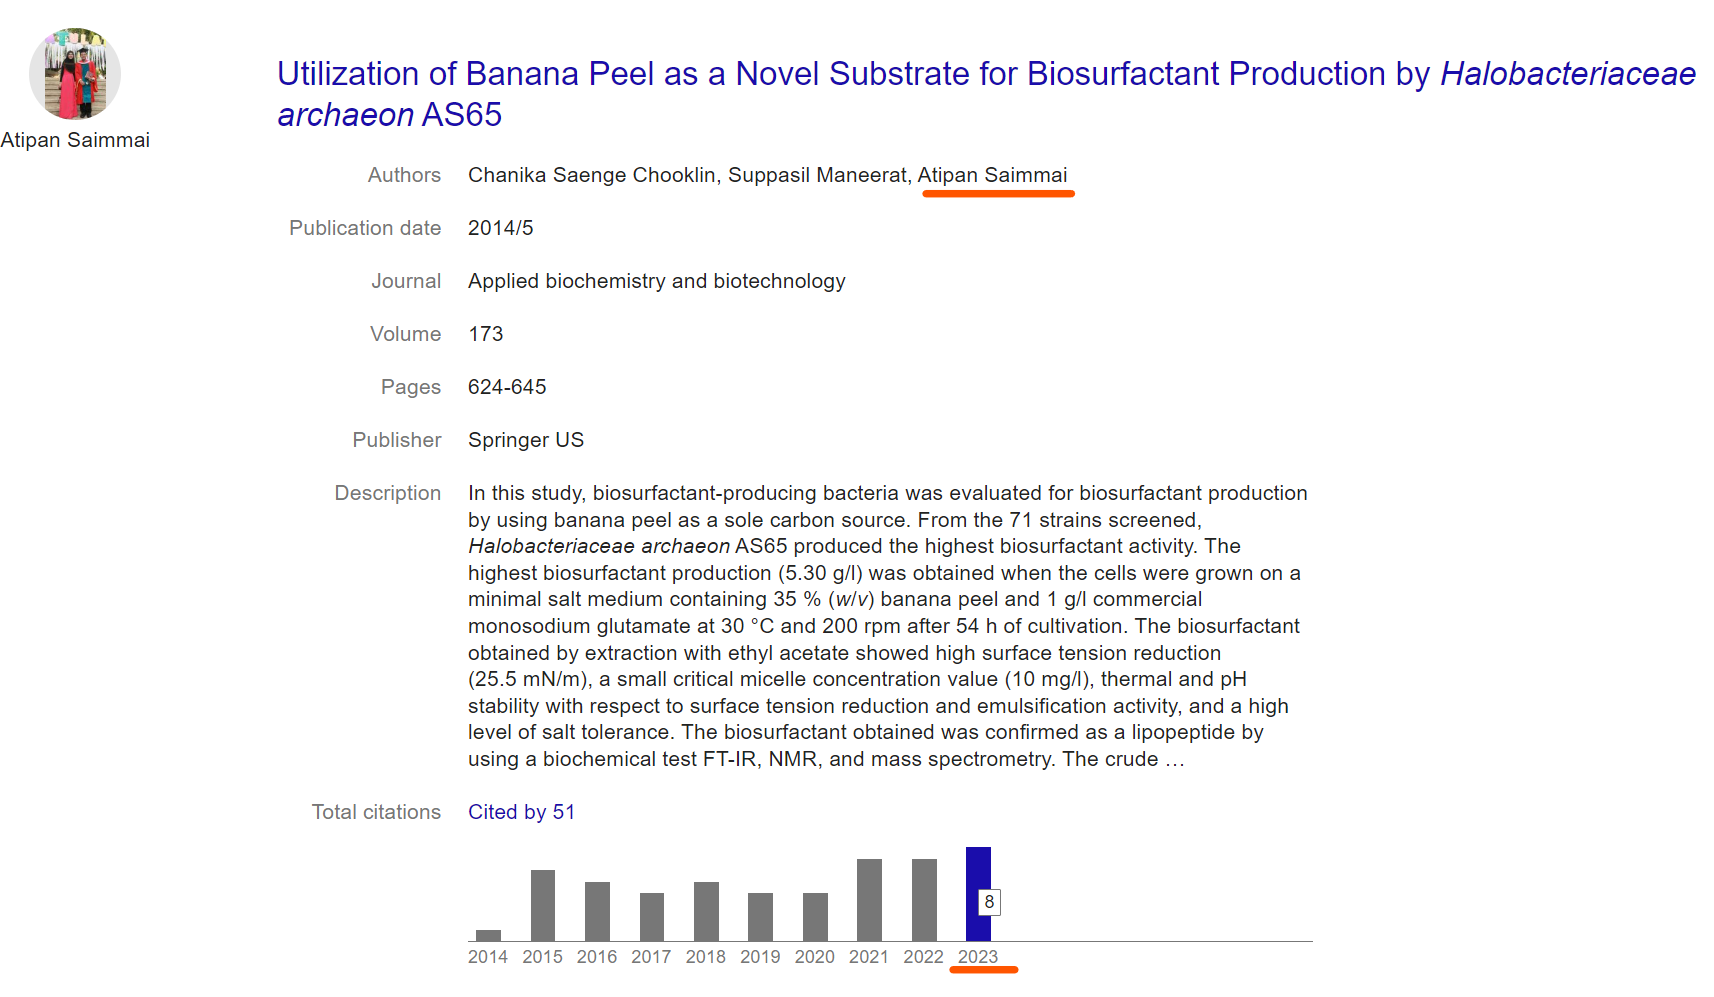 Atipan Saimmai
Utilization of Banana Peel as a Novel Substrate for Biosurfactant Production by Halobacteriaceae
archaeon AS65
Authors Chanika Saenge Chooklin, Suppasil Maneerat, Atipan Saimmai
Publication date 2014/5
Journal Applied biochemistry and biotechnology
Volume 173
Pages 624-645
Publisher Springer US
Description In this study, biosurfactant-producing bacteria was evaluated for biosurfactant production
by using banana peel as a sole carbon source. From the 71 strains screened,
Halobacteriaceae archaeon AS65 produced the highest biosurfactant activity. The
highest biosurfactant production (5.30 g/l) was obtained when the cells were grown on a
minimal salt medium containing 35 % (w/v) banana peel and 1 g/l commercial
monosodium glutamate at 30 °C and 200 rpm after 54 h of cultivation. The biosurfactant
obtained by extraction with ethyl acetate showed high surface tension reduction
(25.5 mN/m), a small critical micelle concentration value (10 mg/l), thermal and pH
stability with respect to surface tension reduction and emulsification activity, and a high
level of salt tolerance. The biosurfactant obtained was confirmed as a lipopeptide by
using a biochemical test FT-IR, NMR, and mass spectrometry. The crude …
Total citations Cited by 51
8
2014 2015 2016 2017 2018 2019 2020 2021 2022 2023